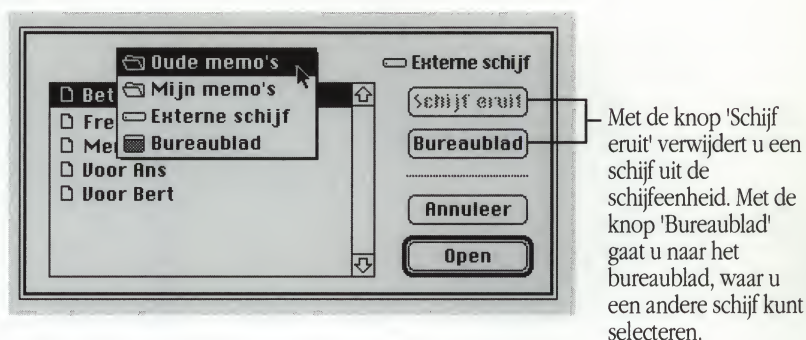 Oude memo's
Mijn memo's
Externe schijf
Bureaublad
Bet
Fre
Me
Voor Ans
Voor Bert
Externe schijf
Schijf eruit
Bureaublad
Annuleer
Open
Met de knop 'Schijf
eruit' verwijdert u een
schijf uit de
schijfeenheid. Met de
knop 'Bureaublad'
gaat u naar het
bureaublad, waar u
een andere schijf kunt
selecteren.